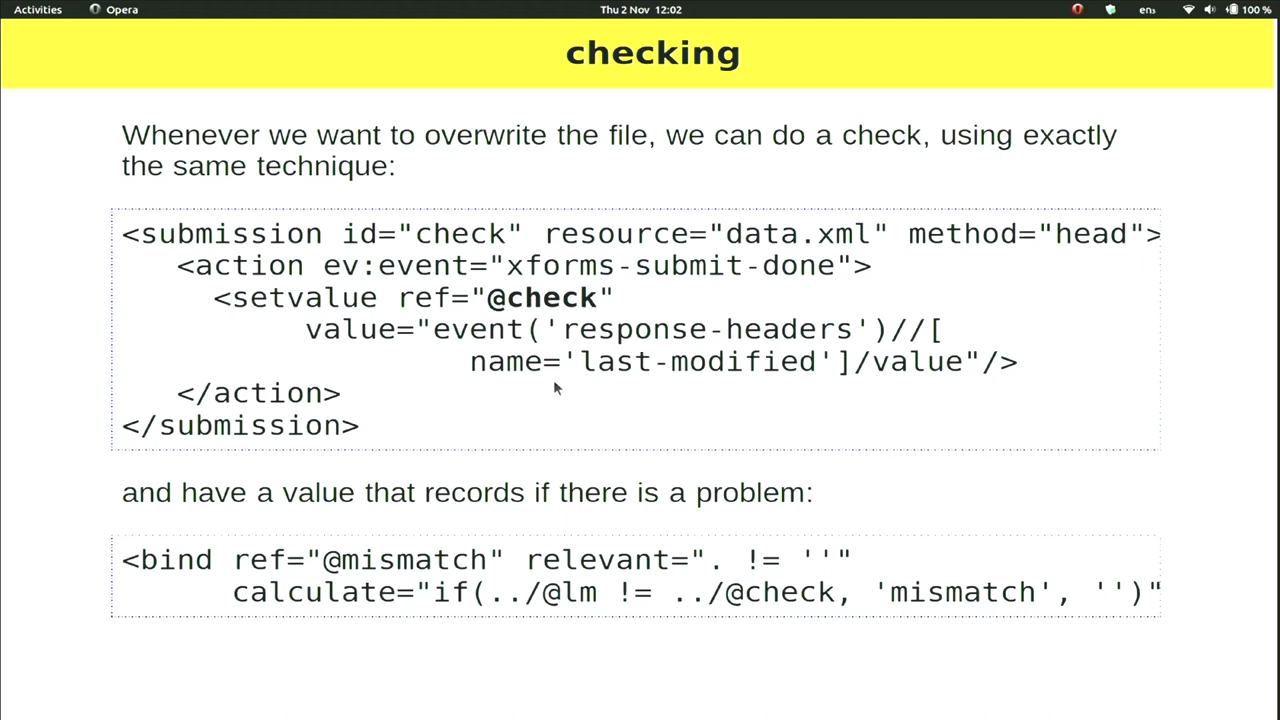 Activities Opera Thu 2 Nov 12:02 en₃ 100 %
checking
Whenever we want to overwrite the file, we can do a check, using exactly
the same technique:
<submission id="check" resource="data.xml" method="head">
<action ev:event="xforms-submit-done">
<setvalue ref="@check"
value="event('response-headers')//[
name='last-modified']/value"/>
</action>
</submission>
and have a value that records if there is a problem:
<bind ref="@mismatch" relevant=". != ''"
calculate="if(../@lm != ../@check, 'mismatch', '')"